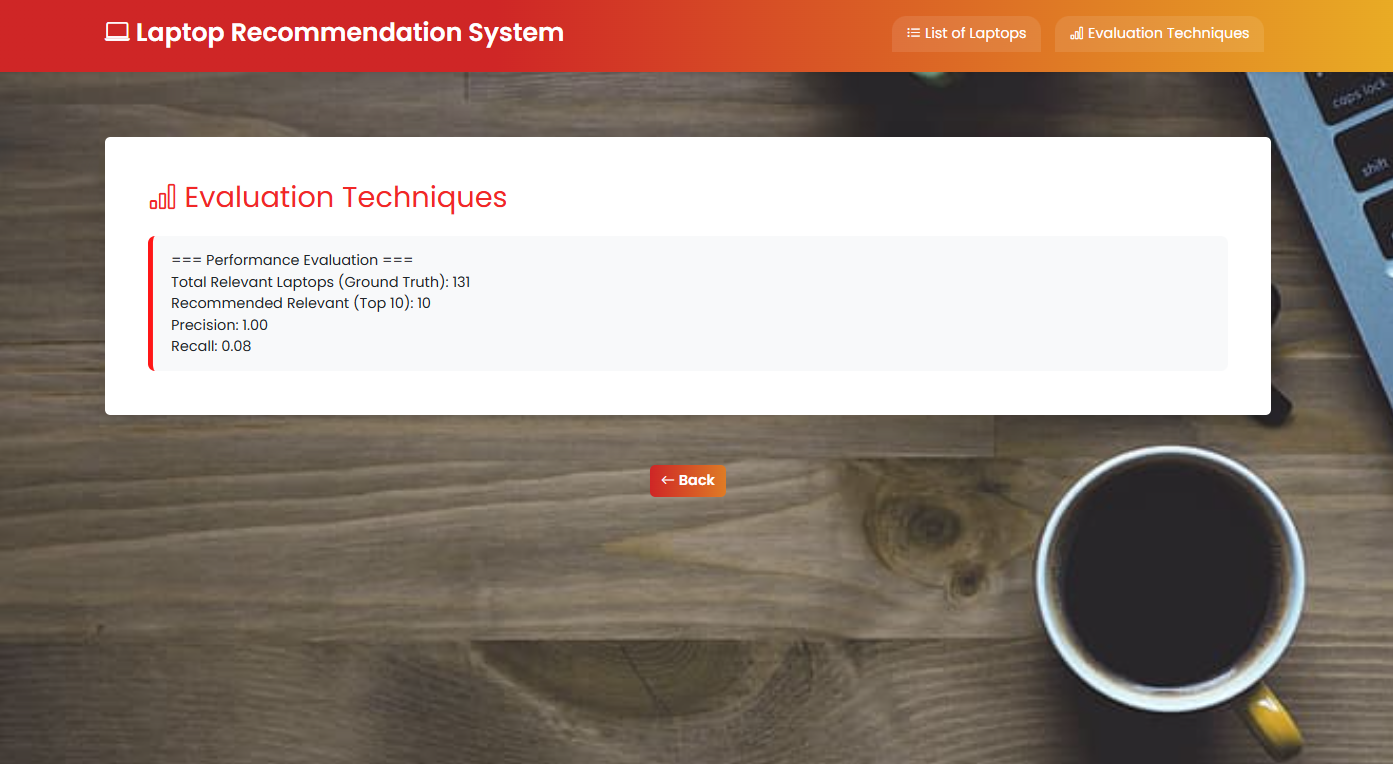 Laptop Recommendation System
List of Laptops
Evaluation Techniques
caps lock
shift
Evaluation Techniques
=== Performance Evaluation ===
Total Relevant Laptops (Ground Truth): 131
Recommended Relevant (Top 10): 10
Precision: 1.00
Recall: 0.08
← Back